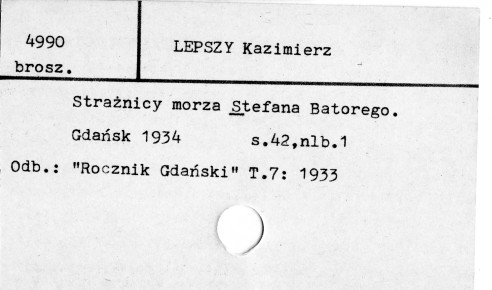 4990
brosz.
LEPSZY Kazimierz
Strażnicy morza Stefana Batorego.
Gdańsk 1934 s.42,nlb.1
Odb.: "Rocznik Gdański" T.7: 1933